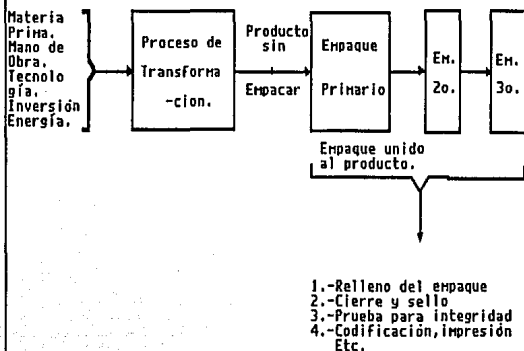 Materia
Prima.
Mano de
Obra.
Tecnolo
gía.
Inversión
Energía.
Proceso de
Transforma
-cion.
Producto
sin
Empacar
Empaque
Primario
Em.
2o.
Em.
3o.
Empaque unido
al producto.
1.-Relleno del empaque
2.-Cierre y sello
3.-Prueba para integridad
4.-Codificación,impresión
Etc.